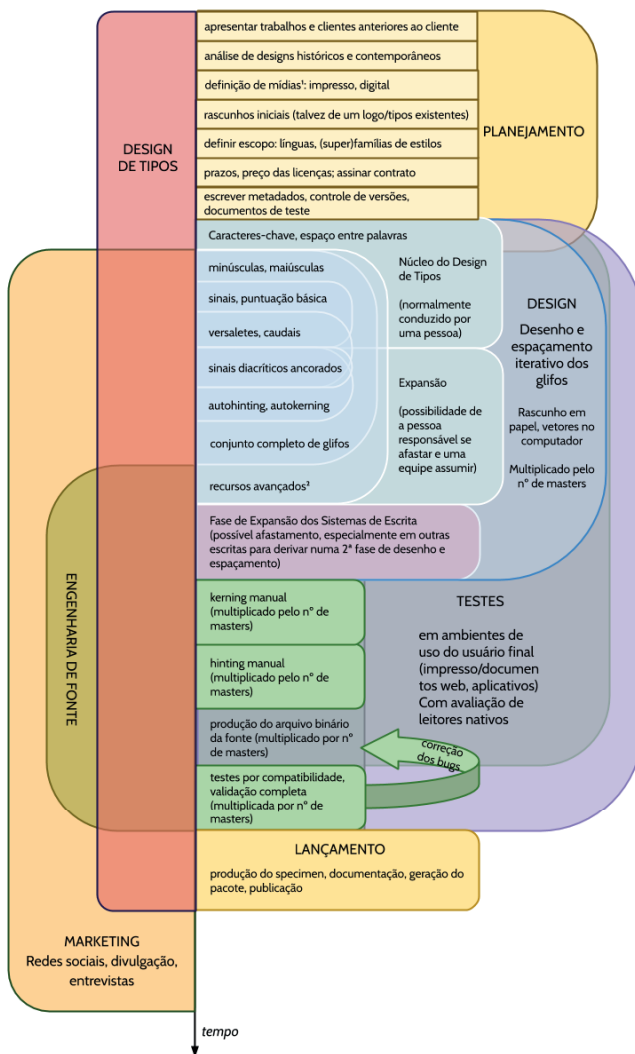 apresentar trabalhos e clientes anteriores ao cliente
análise de designs históricos e contemporâneos
definição de mídias¹: impresso, digital
rascunhos iniciais (talvez de um logo/tipos existentes)
definir escopo: línguas, (super)famílias de estilos
prazos, preço das licenças; assinar contrato
escrever metadados, controle de versões,
documentos de teste
PLANEJAMENTO
DESIGN
DE TIPOS
Caracteres-chave, espaço entre palavras
minúsculas, maiúsculas
sinais, puntuação básica
versaletes, caudais
sinais diacríticos ancorados
autohinting, autokerning
conjunto completo de glifos
recursos avançados²
Núcleo do Design
de Tipos
(normalmente
conduzido por
uma pessoa)
Expansão
(possibilidade de
a pessoa
responsável se
afastar e uma
equipe assumir)
DESIGN
Desenho e
espaçamento
iterativo dos
glifos
Rascunho em
papel, vetores no
computador
Multiplicado pelo
nº de masters
Fase de Expansão dos Sistemas de Escrita
(possível afastamento, especialmente em outras
escritas para derivar numa 2ª fase de desenho e
espaçamento)
ENGENHARIA DE FONTE
kerning manual
(multiplicado pelo nº de
masters)
hinting manual
(multiplicado pelo nº de
masters)
produção do arquivo binário
da fonte (multiplicado por nº
de masters)
testes por compatibilidade,
validação completa
(multiplicada por nº de
masters)
TESTES
em ambientes de
uso do usuário final
(impresso/documen
tos web, aplicativos)
Com avaliação de
leitores nativos
correção
dos bugs
LANÇAMENTO
produção do specimen, documentação, geração do
pacote, publicação
MARKETING
Redes sociais, divulgação,
entrevistas
tempo